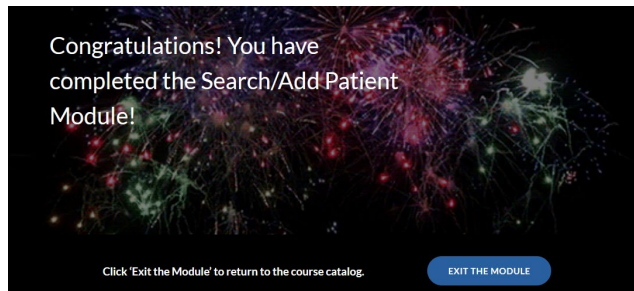 Congratulations! You have
completed the Search/Add Patient
Module!
Click 'Exit the Module' to return to the course catalog.
EXIT THE MODULE